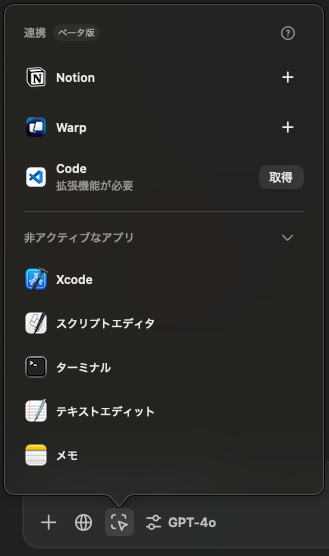 連携 ベータ版
Notion
Warp
Code
拡張機能が必要
取得
非アクティブなアプリ
Xcode
スクリプトエディタ
ターミナル
テキストエディット
メモ
GPT-4o